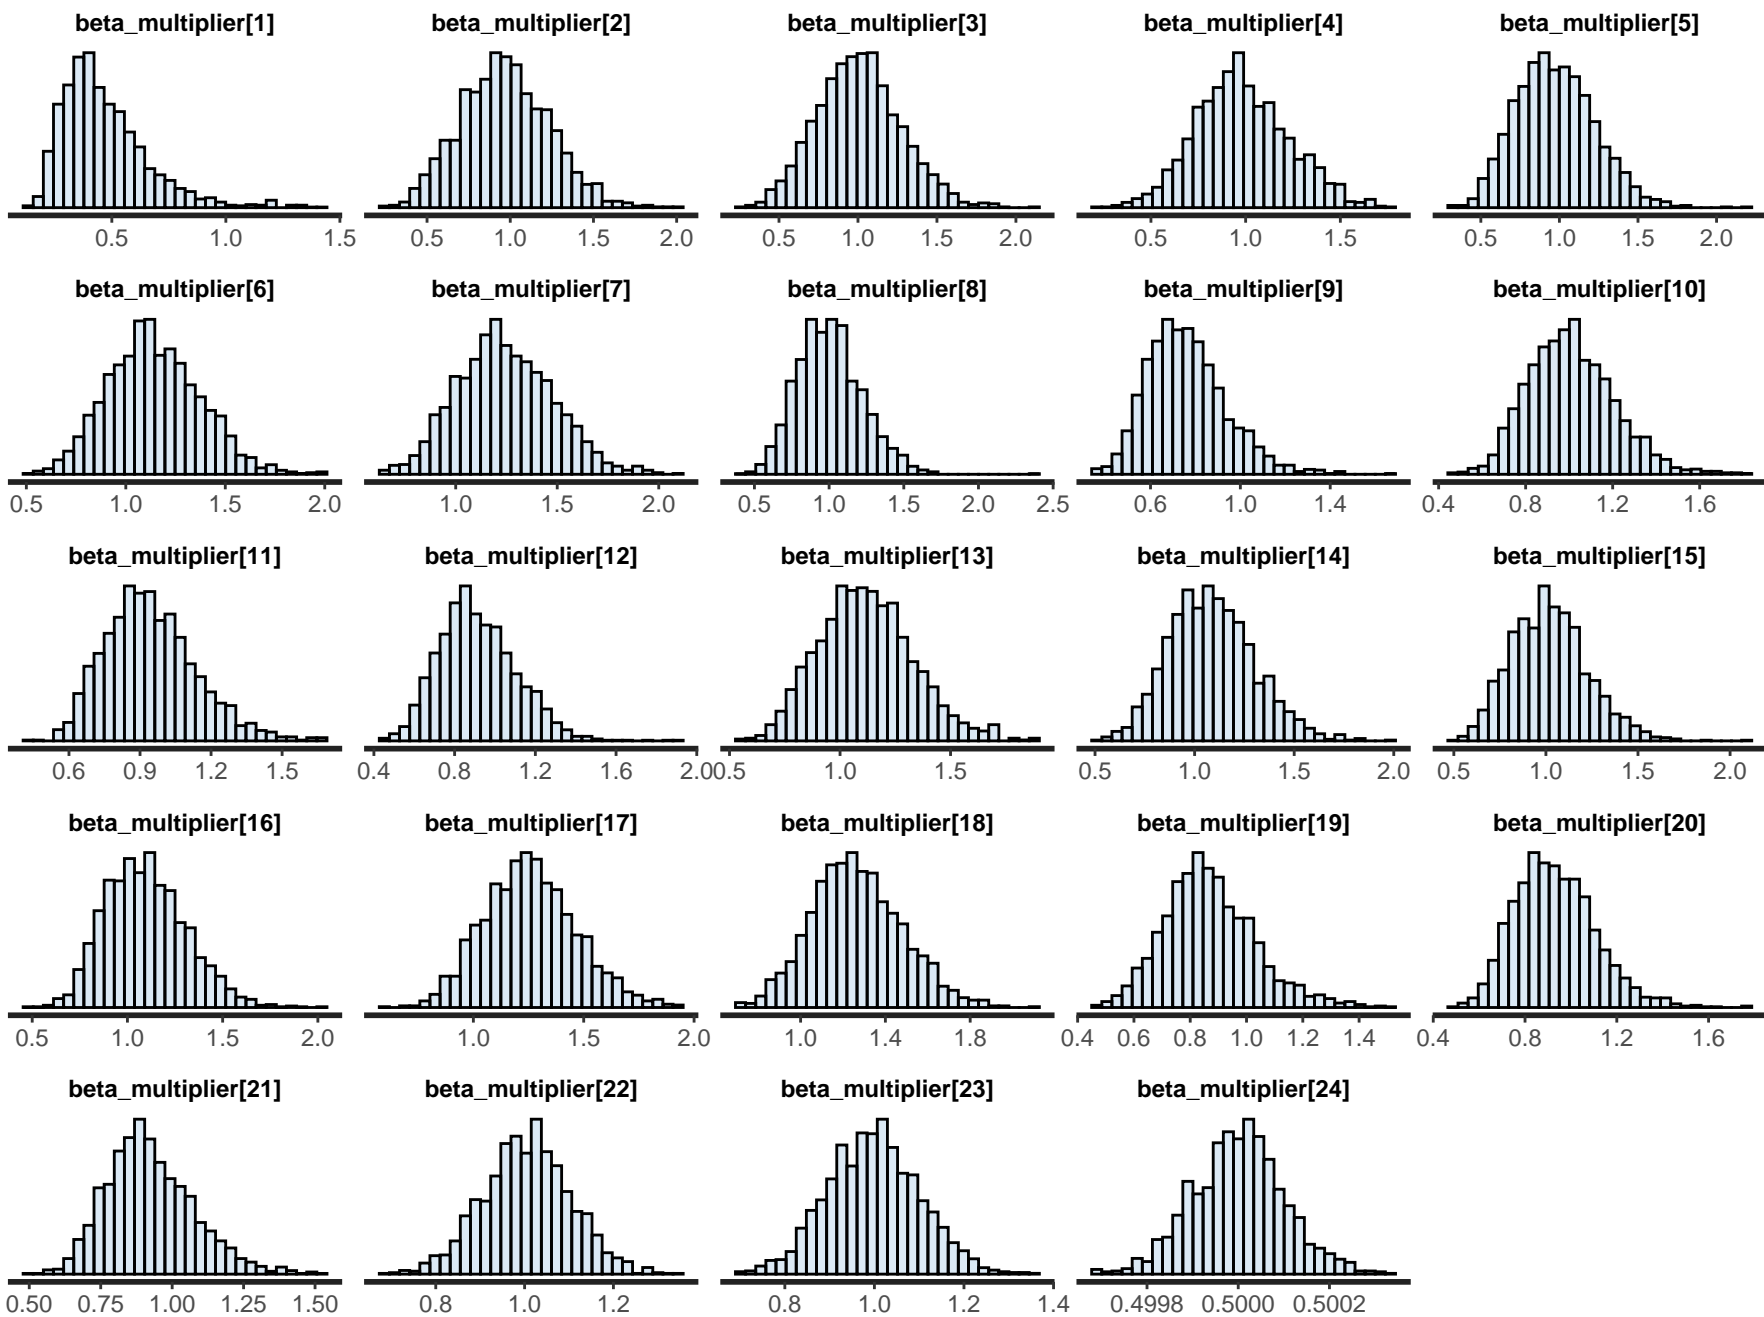 beta_multiplier[1] beta_multiplier[2] beta_multiplier[3] beta_multiplier[4] beta_multiplier[5]
0.5 1.0 1.5 0.5 1.0 1.5 2.0 0.5 1.0 1.5 2.0 0.5 1.0 1.5 0.5 1.0 1.5 2.0
beta_multiplier[6] beta_multiplier[7] beta_multiplier[8] beta_multiplier[9] beta_multiplier[10]
0.5 1.0 1.5 2.0 1.0 1.5 2.0 0.5 1.0 1.5 2.0 2.5 0.6 1.0 1.4 0.4 0.8 1.2 1.6
beta_multiplier[11] beta_multiplier[12] beta_multiplier[13] beta_multiplier[14] beta_multiplier[15]
0.6 0.9 1.2 1.5 0.4 0.8 1.2 1.6 2.0 0.5 1.0 1.5 0.5 1.0 1.5 2.0 0.5 1.0 1.5 2.0
beta_multiplier[16] beta_multiplier[17] beta_multiplier[18] beta_multiplier[19] beta_multiplier[20]
0.5 1.0 1.5 2.0 1.0 1.5 2.0 1.0 1.4 1.8 0.4 0.6 0.8 1.0 1.2 1.4 0.4 0.8 1.2 1.6
beta_multiplier[21] beta_multiplier[22] beta_multiplier[23] beta_multiplier[24]
0.50 0.75 1.00 1.25 1.50 0.8 1.0 1.2 0.8 1.0 1.2 1.4 0.4998 0.5000 0.5002